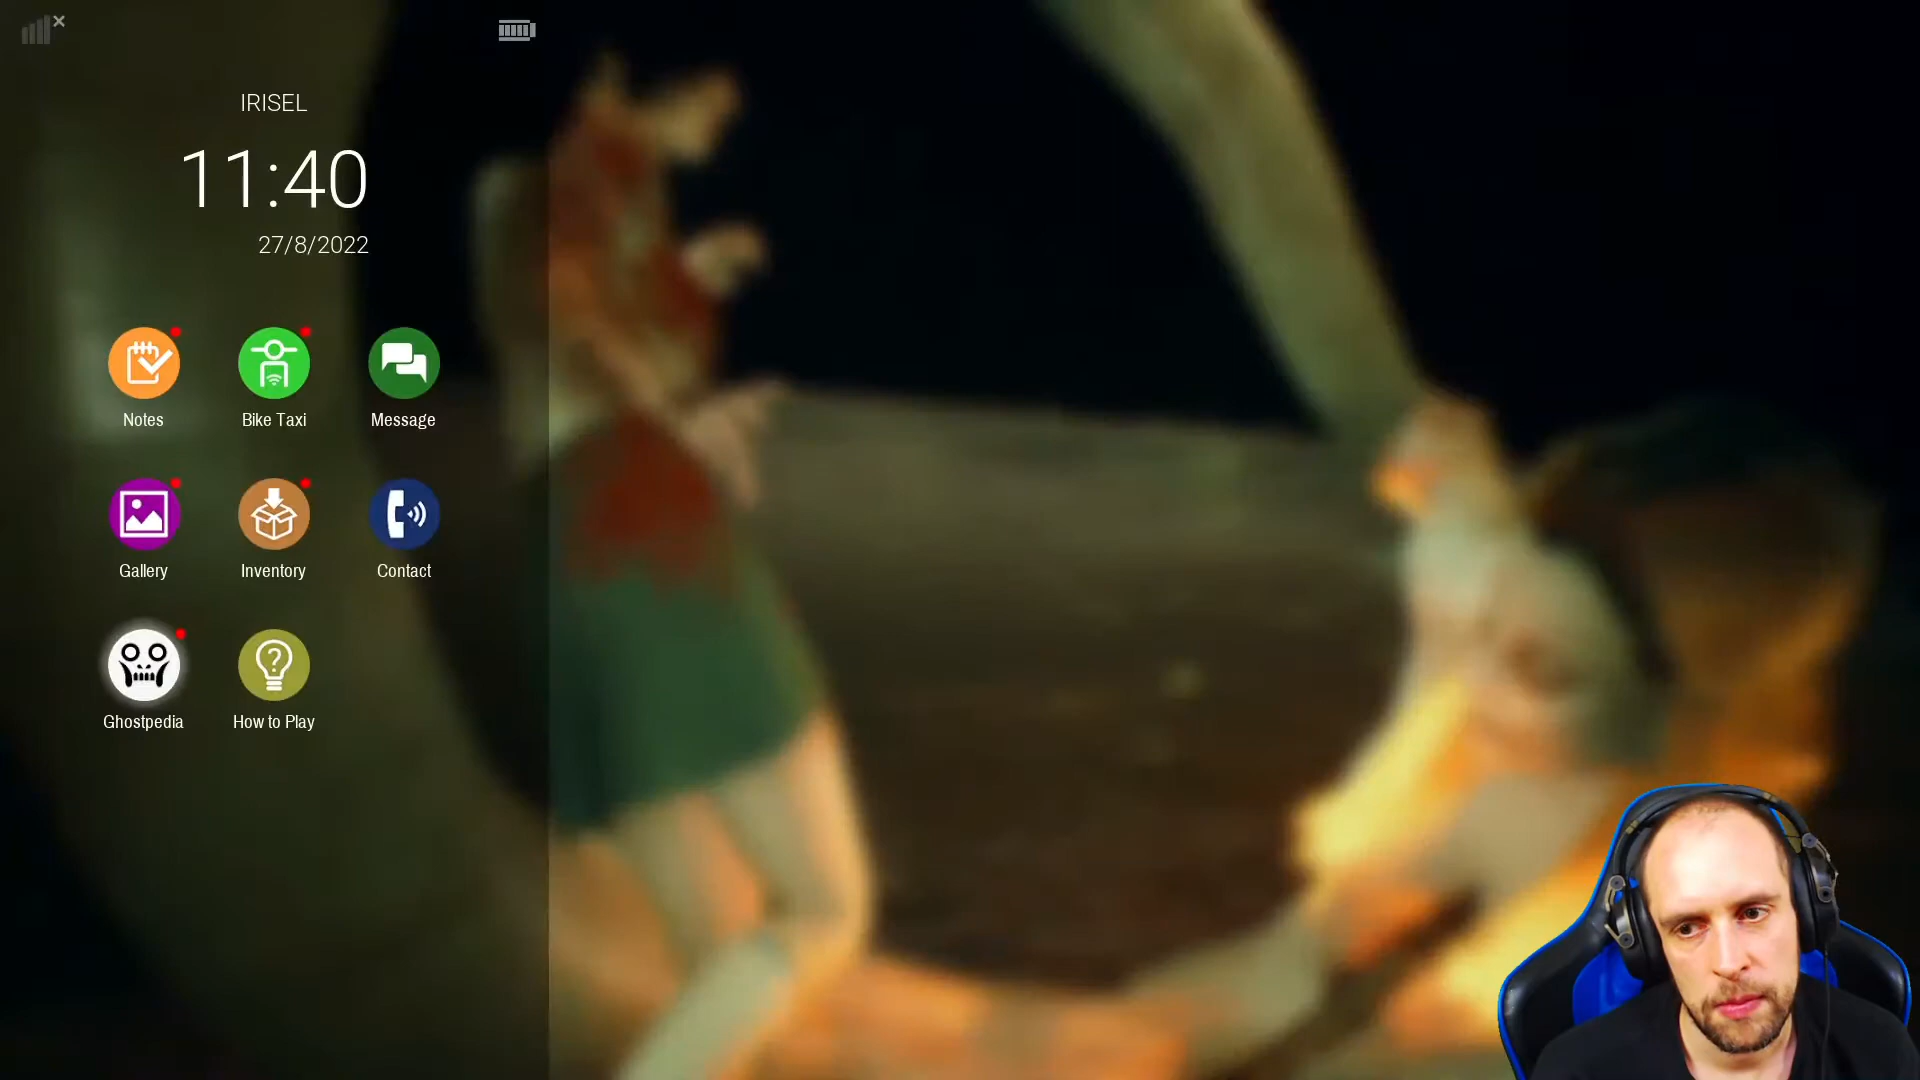 IRISEL
11:40
27/8/2022
Notes
Bike Taxi
Message
Gallery
Inventory
Contact
Ghostpedia
How to Play